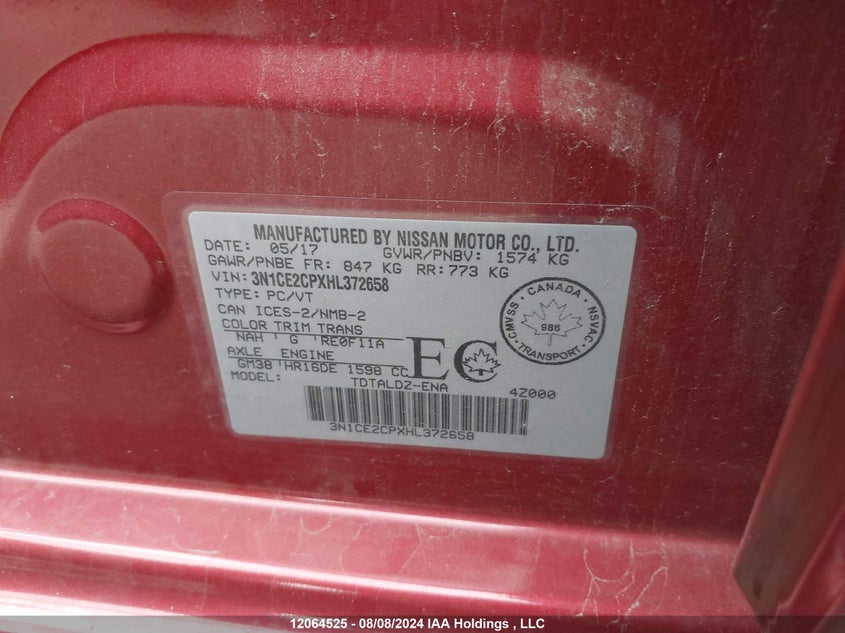 MANUFACTURED BY NISSAN MOTOR CO., LTD.
DATE: 05/17 GVWR/PNBV: 1574 KG
GAWR/PNBE FR: 847 KG RR: 773 KG
VIN: 3N1CE2CPXHL372658
TYPE: PC/VT
CAN ICES-2/NMB-2
COLOR TRIM TRANS
NAH G RE0F11A
AXLE ENGINE
GM38 HR16DE 1598 CC
MODEL: TDTALDZ-ENA 4Z000
3N1CE2CPXHL372658
EC
CMVSS · CANADA · NSVAC · TRANSPORT ·
986
12064525 - 08/08/2024 IAA Holdings , LLC